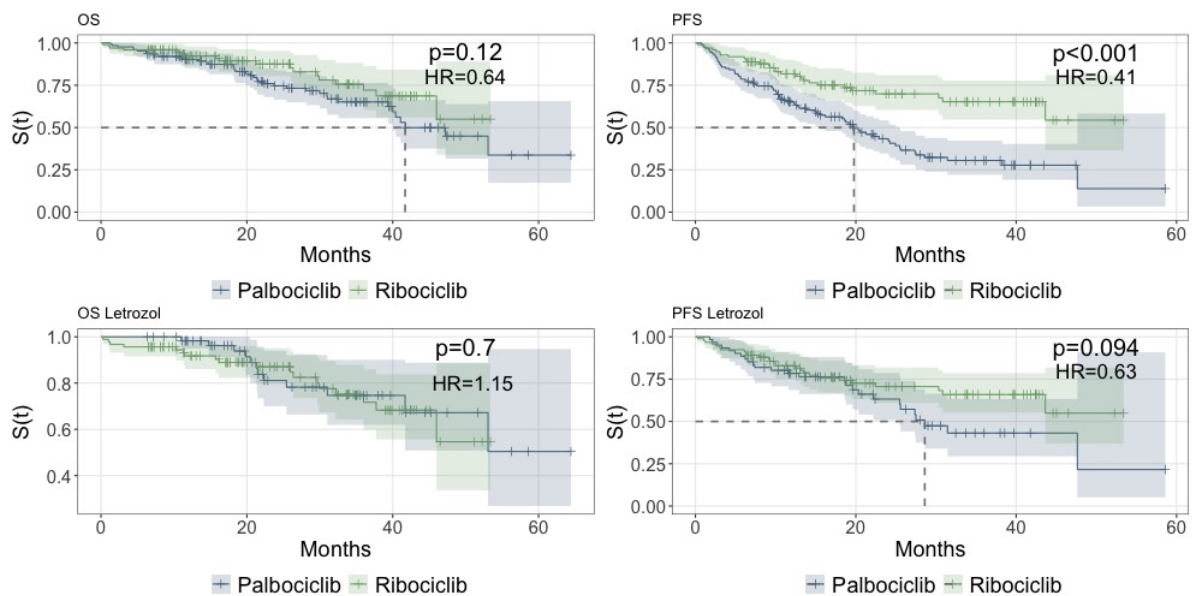 OS
1.00
0.75
0.50
0.25
0.00
S(t)
p=0.12
HR=0.64
0 20 40 60
Months
Palbociclib Ribociclib
PFS
1.00
0.75
0.50
0.25
0.00
S(t)
p<0.001
HR=0.41
0 20 40 60
Months
Palbociclib Ribociclib
OS Letrozol
1.0
0.8
0.6
0.4
S(t)
p=0.7
HR=1.15
0 20 40 60
Months
Palbociclib Ribociclib
PFS Letrozol
1.00
0.75
0.50
0.25
0.00
S(t)
p=0.094
HR=0.63
0 20 40 60
Months
Palbociclib Ribociclib